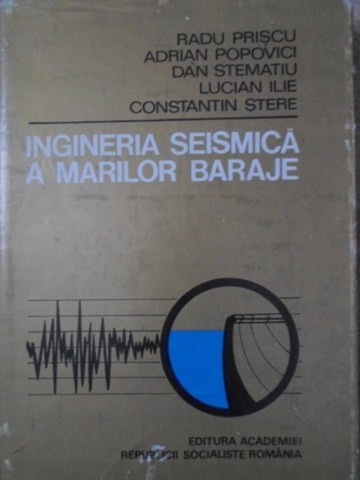 RADU PRIȘCU
ADRIAN POPOVICI
DAN STEMATIU
LUCIAN ILIE
CONSTANTIN STERE
INGINERIA SEISMICĂ
A MARILOR BARAJE
EDITURA ACADEMIEI
REPUBLICII SOCIALISTE ROMÂNIA